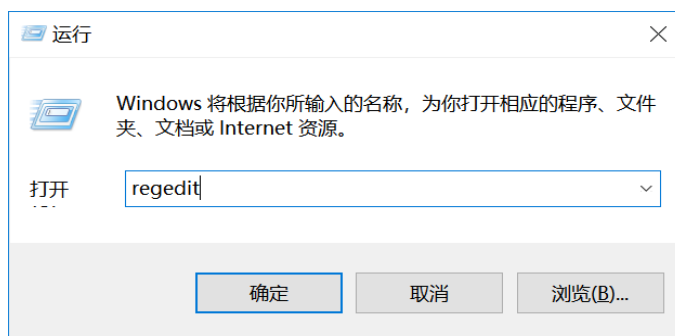 运行
Windows 将根据你所输入的名称，为你打开相应的程序、文件
夹、文档或 Internet 资源。
打开
regedit
确定
取消
浏览(B)...